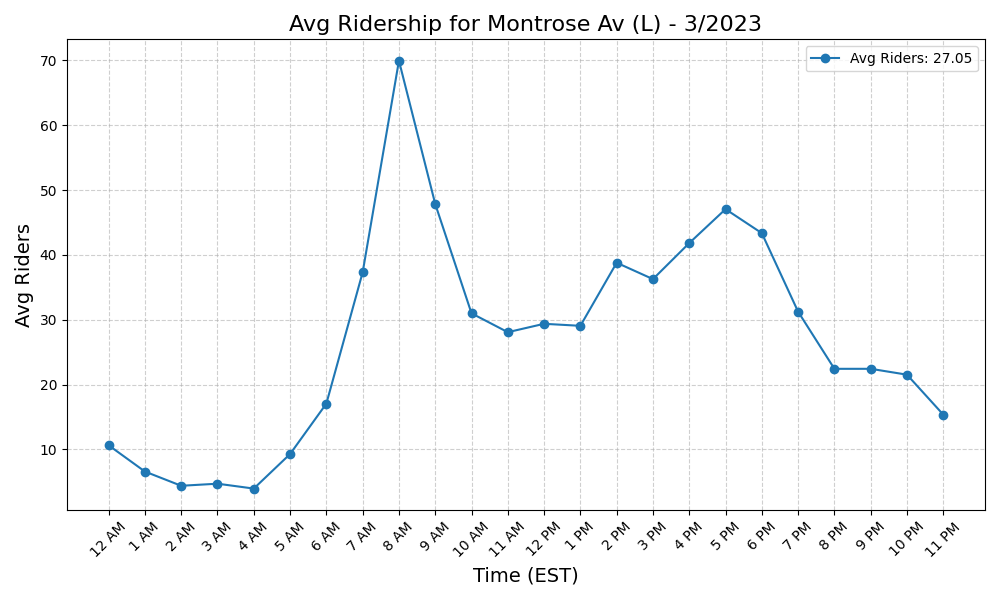 Avg Ridership for Montrose Av (L) - 3/2023
Avg Riders: 27.05
Avg Riders
70
60
50
40
30
20
10
12 AM
1 AM
2 AM
3 AM
4 AM
5 AM
6 AM
7 AM
8 AM
9 AM
10 AM
11 AM
12 PM
1 PM
2 PM
3 PM
4 PM
5 PM
6 PM
7 PM
8 PM
9 PM
10 PM
11 PM
Time (EST)